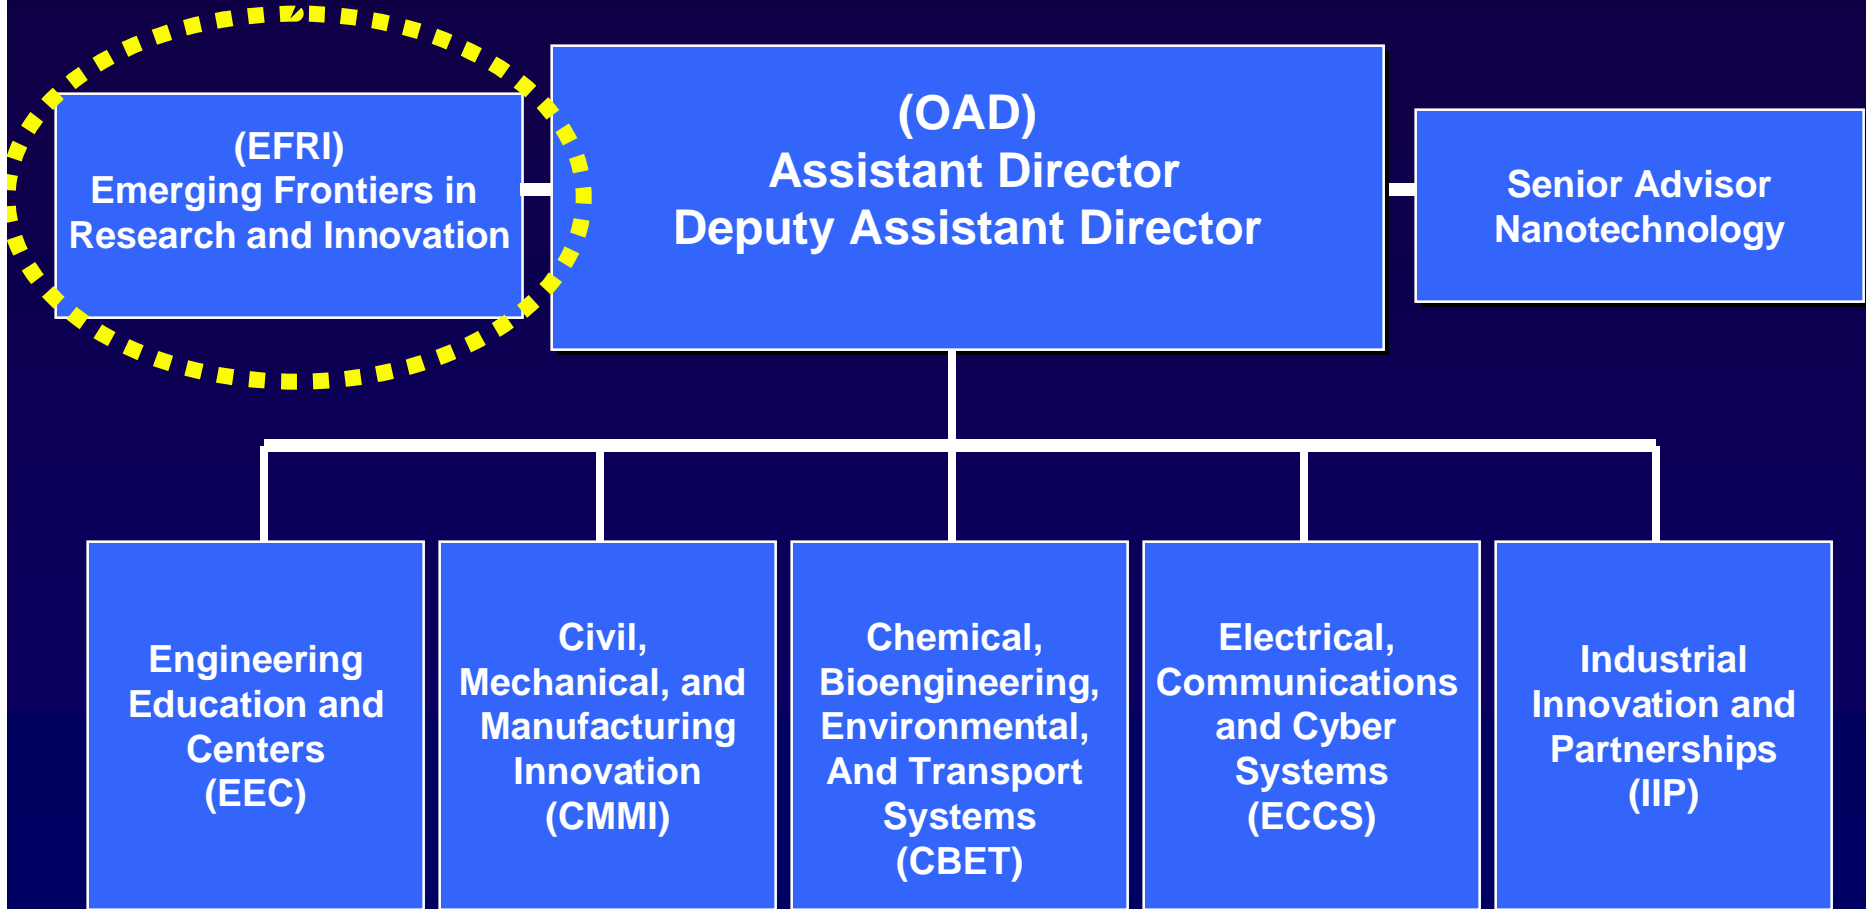 (EFRI)
Emerging Frontiers in
Research and Innovation
(OAD)
Assistant Director
Deputy Assistant Director
Senior Advisor
Nanotechnology
Engineering
Education and
Centers
(EEC)
Civil,
Mechanical, and
Manufacturing
Innovation
(CMMI)
Chemical,
Bioengineering,
Environmental,
And Transport
Systems
(CBET)
Electrical,
Communications
and Cyber
Systems
(ECCS)
Industrial
Innovation and
Partnerships
(IIP)